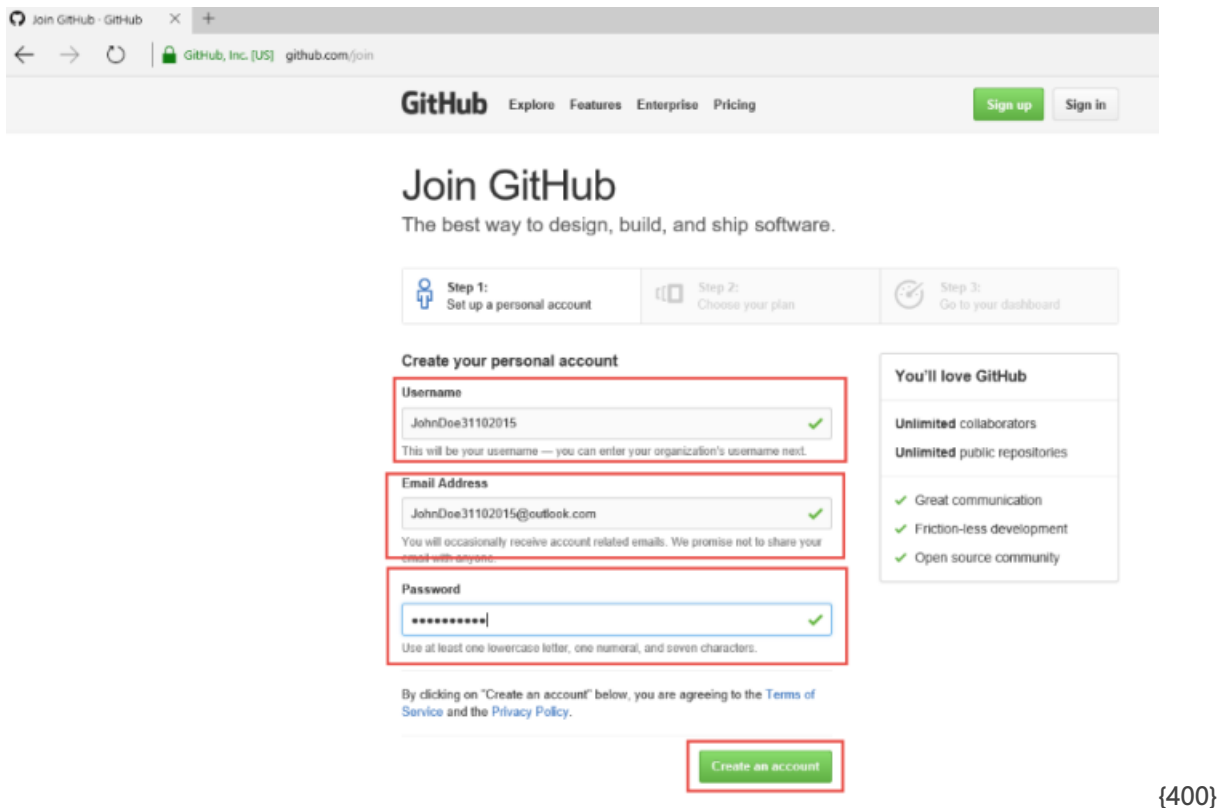 Join GitHub · GitHub
GitHub, Inc. [US] github.com/join
GitHub Explore Features Enterprise Pricing Sign up Sign in
Join GitHub
The best way to design, build, and ship software.
Step 1:
Set up a personal account
Step 2:
Choose your plan
Step 3:
Go to your dashboard
Create your personal account
Username
JohnDoe31102015
This will be your username — you can enter your organization's username next.
Email Address
JohnDoe31102015@outlook.com
You will occasionally receive account related emails. We promise not to share your
email with anyone.
Password
••••••••••
Use at least one lowercase letter, one numeral, and seven characters.
By clicking on "Create an account" below, you are agreeing to the Terms of
Service and the Privacy Policy.
Create an account
You'll love GitHub
Unlimited collaborators
Unlimited public repositories
Great communication
Friction-less development
Open source community
{400}